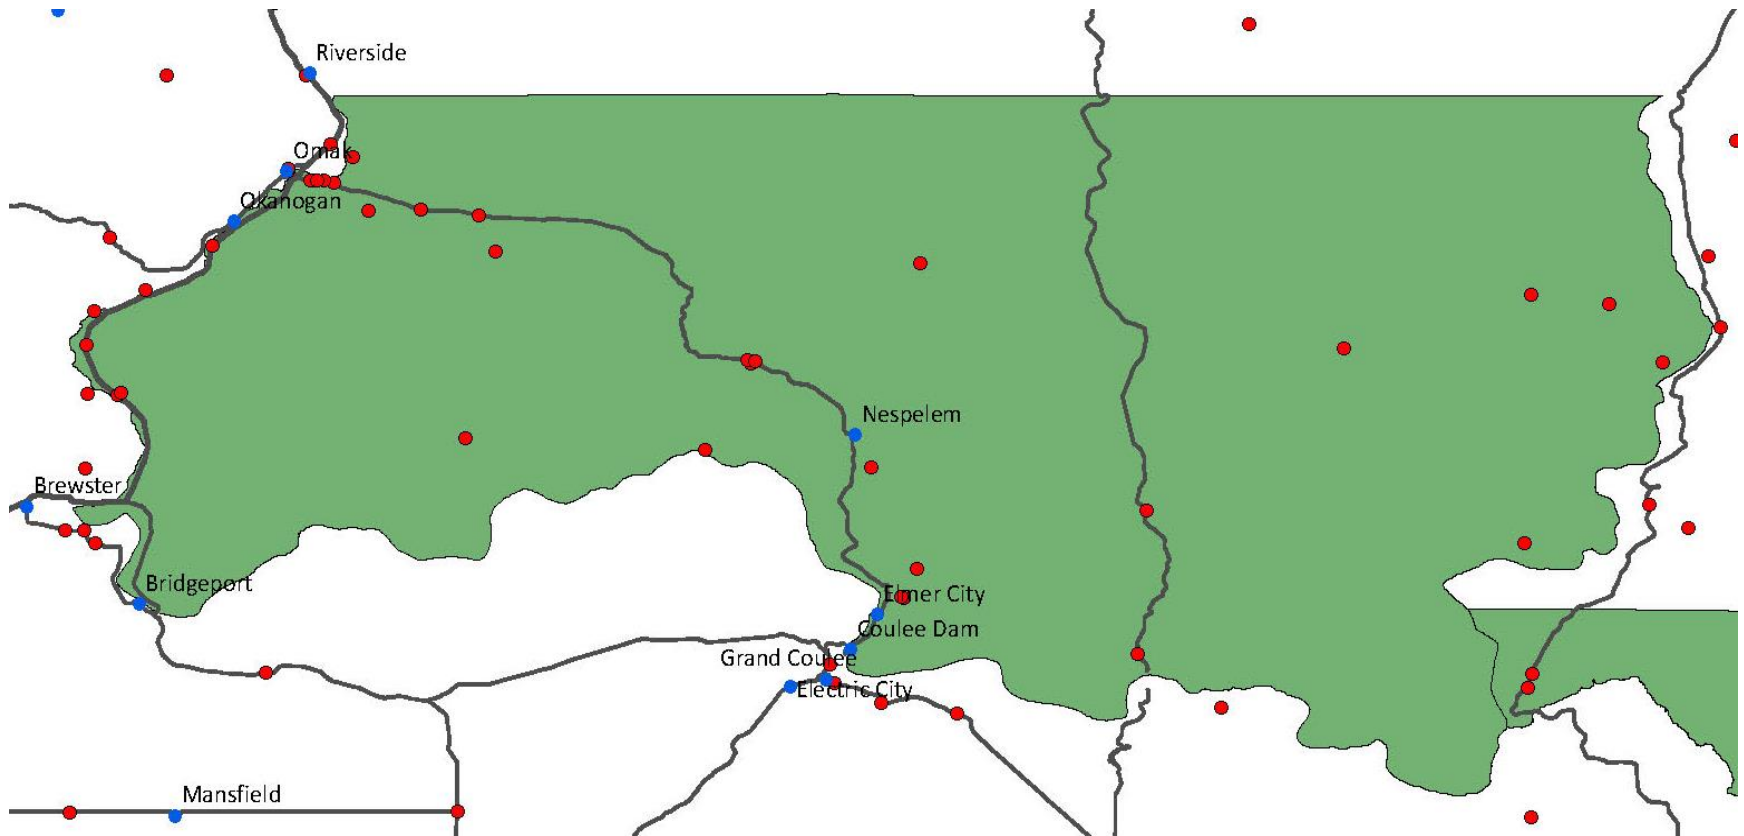 Riverside
Omak
Okanogan
Nespelem
Brewster
Bridgeport
Elmer City
Coulee Dam
Grand Coulee
Electric City
Mansfield